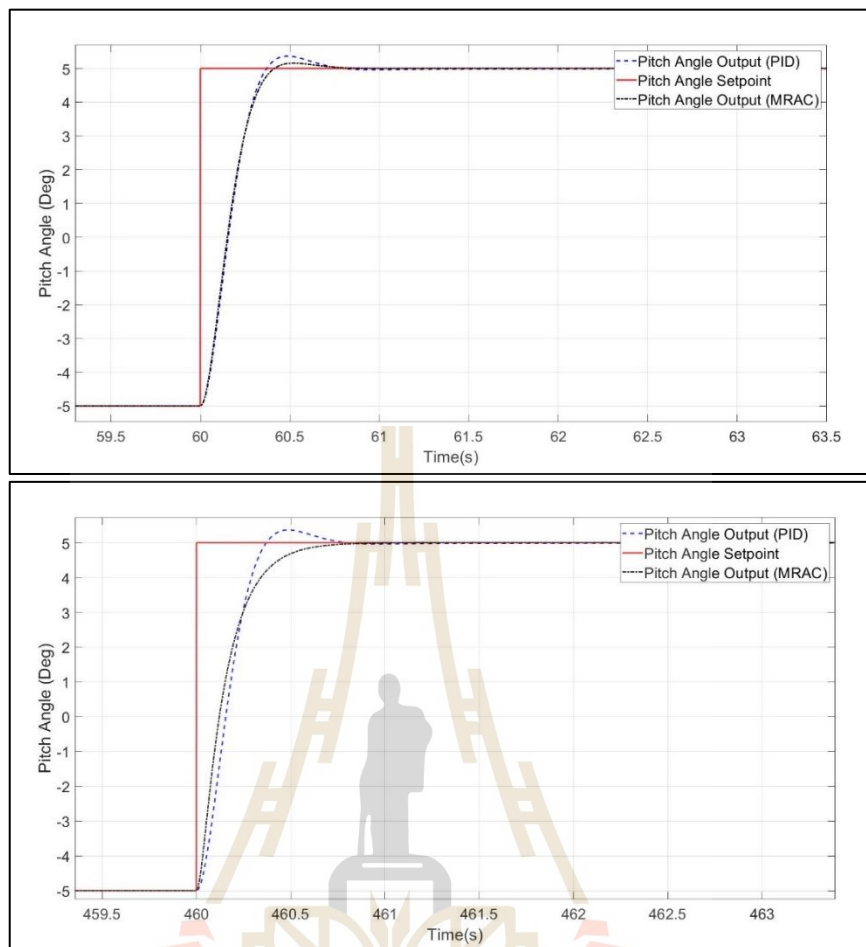 Pitch Angle Output (PID)
Pitch Angle Setpoint
Pitch Angle Output (MRAC)
5
4
3
2
1
0
-1
-2
-3
-4
-5
Pitch Angle (Deg)
59.5 60 60.5 61 61.5 62 62.5 63 63.5
Time(s)
Pitch Angle Output (PID)
Pitch Angle Setpoint
Pitch Angle Output (MRAC)
5
4
3
2
1
0
-1
-2
-3
-4
-5
Pitch Angle (Deg)
459.5 460 460.5 461 461.5 462 462.5 463
Time(s)